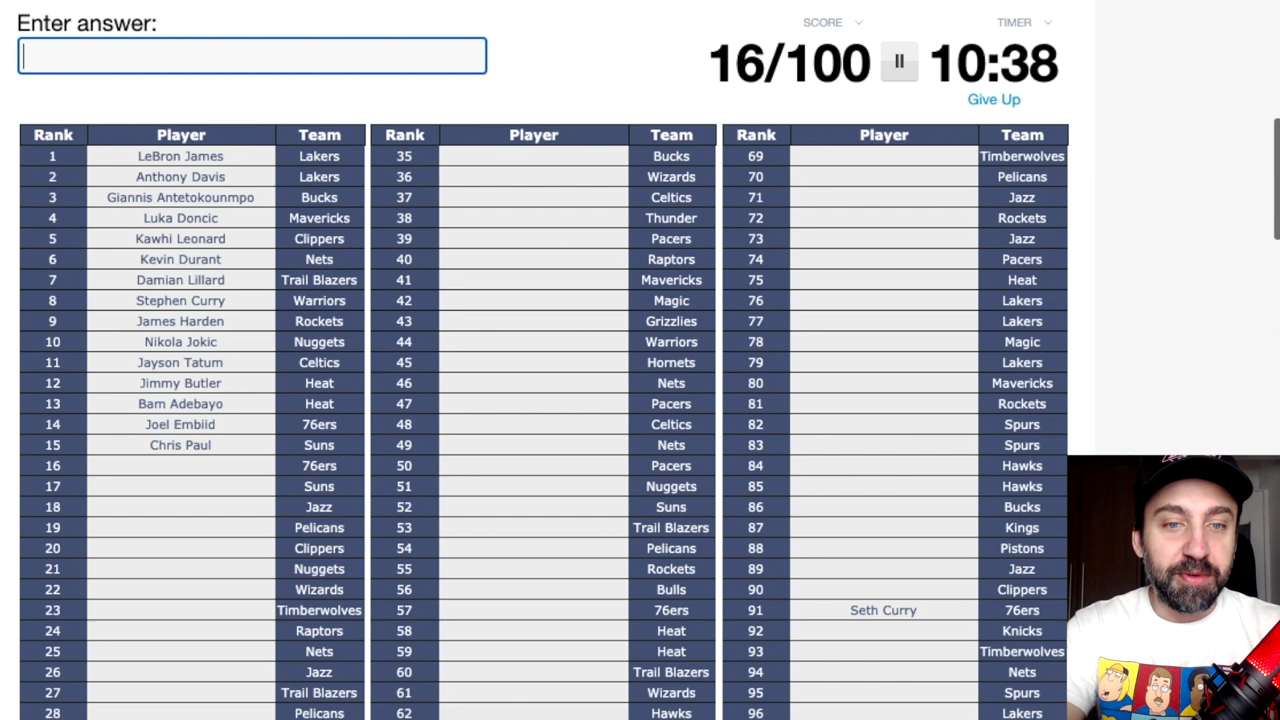 Enter answer:
SCORE TIMER
16/100 10:38
Give Up
Rank Player Team Rank Player Team Rank Player Team
1 LeBron James Lakers 35 Bucks 69 Timberwolves
2 Anthony Davis Lakers 36 Wizards 70 Pelicans
3 Giannis Antetokounmpo Bucks 37 Celtics 71 Jazz
4 Luka Doncic Mavericks 38 Thunder 72 Rockets
5 Kawhi Leonard Clippers 39 Pacers 73 Jazz
6 Kevin Durant Nets 40 Raptors 74 Pacers
7 Damian Lillard Trail Blazers 41 Mavericks 75 Heat
8 Stephen Curry Warriors 42 Magic 76 Lakers
9 James Harden Rockets 43 Grizzlies 77 Lakers
10 Nikola Jokic Nuggets 44 Warriors 78 Magic
11 Jayson Tatum Celtics 45 Hornets 79 Lakers
12 Jimmy Butler Heat 46 Nets 80 Mavericks
13 Bam Adebayo Heat 47 Pacers 81 Rockets
14 Joel Embiid 76ers 48 Celtics 82 Spurs
15 Chris Paul Suns 49 Nets 83 Spurs
16 76ers 50 Pacers 84 Hawks
17 Suns 51 Nuggets 85 Hawks
18 Jazz 52 Suns 86 Bucks
19 Pelicans 53 Trail Blazers 87 Kings
20 Clippers 54 Pelicans 88 Pistons
21 Nuggets 55 Rockets 89 Jazz
22 Wizards 56 Bulls 90 Clippers
23 Timberwolves 57 76ers 91 Seth Curry 76ers
24 Raptors 58 Heat 92 Knicks
25 Nets 59 Heat 93 Timberwolves
26 Jazz 60 Trail Blazers 94 Nets
27 Trail Blazers 61 Wizards 95 Spurs
28 Pelicans 62 Hawks 96 Lakers